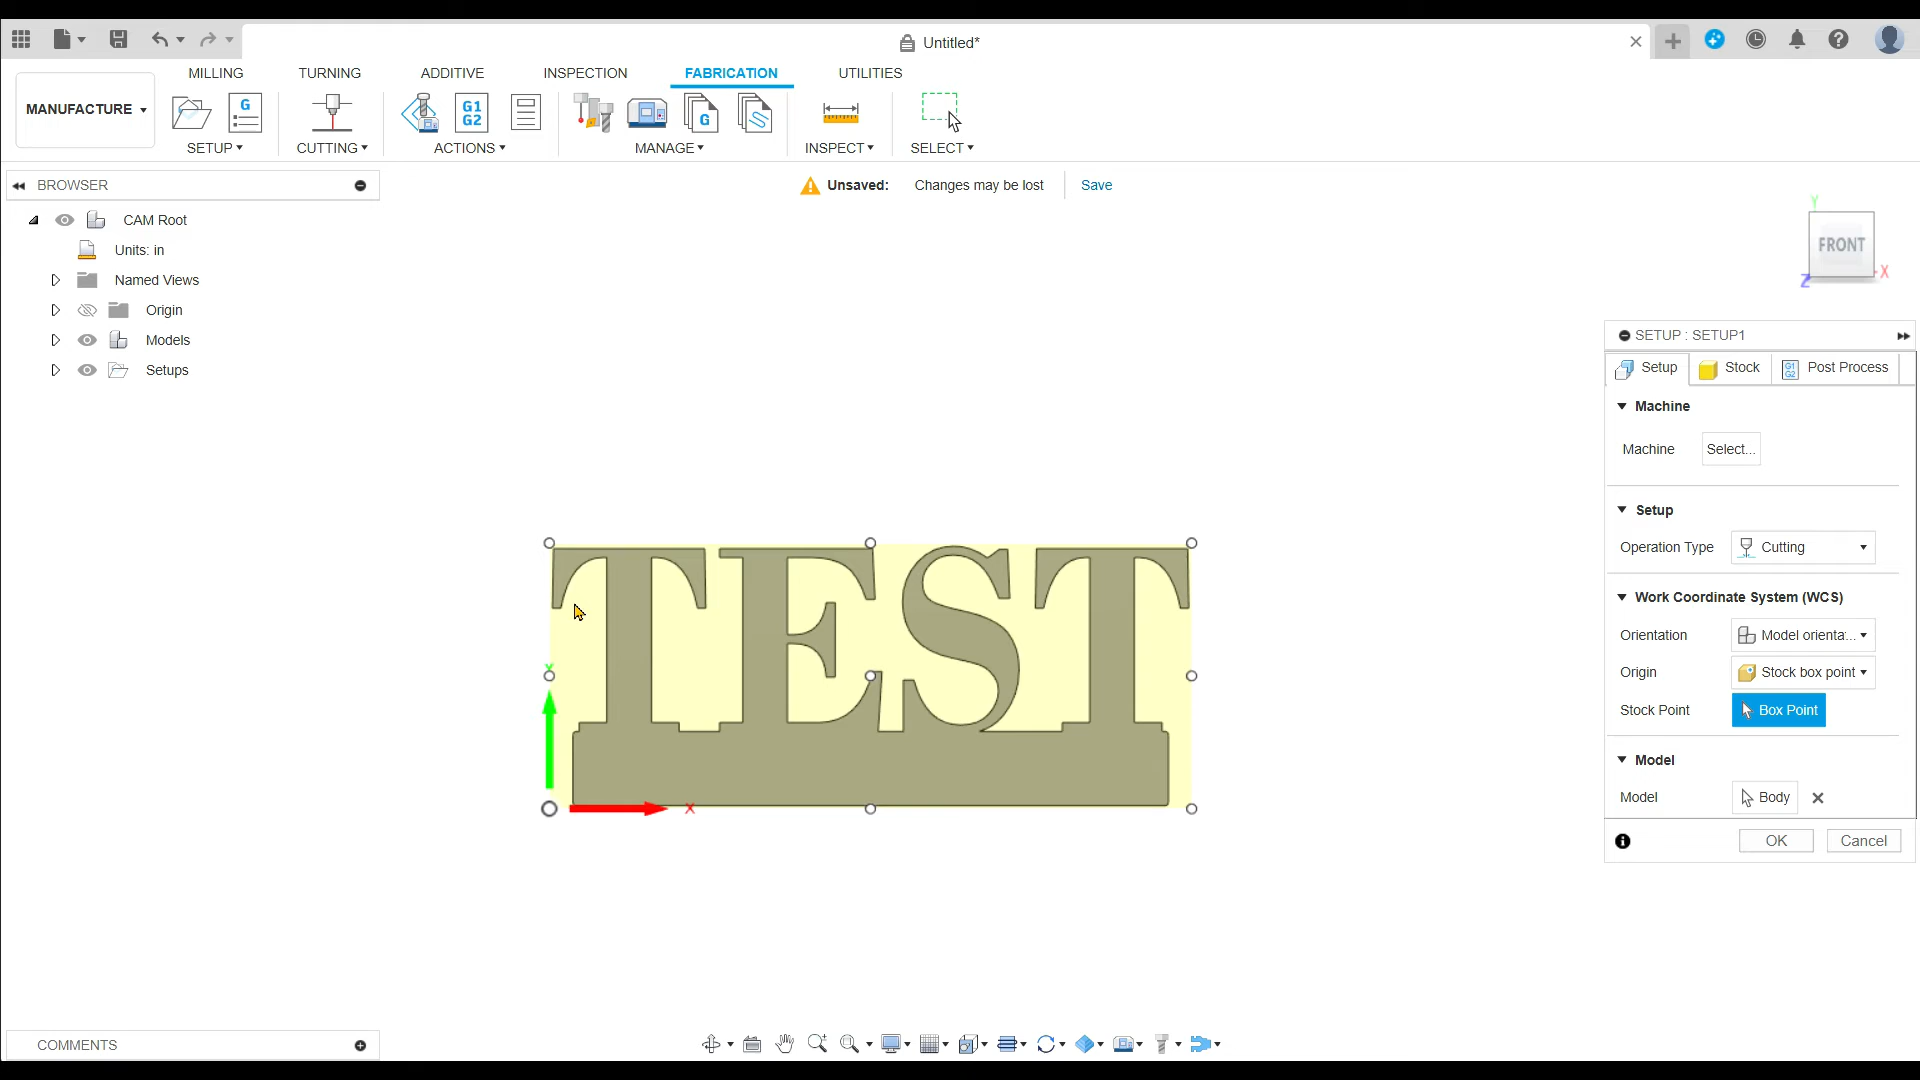 Untitled*
MILLING TURNING ADDITIVE INSPECTION FABRICATION UTILITIES
MANUFACTURE
G G1 G2 G
SETUP CUTTING ACTIONS MANAGE INSPECT SELECT
BROWSER
Unsaved: Changes may be lost Save
CAM Root
Units: in
Named Views
Origin
Models
Setups
Y
FRONT
X
Z
SETUP : SETUP1
Setup Stock G1 G2 Post Process
Machine
Machine Select...
Setup
Operation Type Cutting
Work Coordinate System (WCS)
Orientation Model orienta...
Origin Stock box point
Stock Point Box Point
Model
Model Body
OK Cancel
TEST
Y
X
COMMENTS